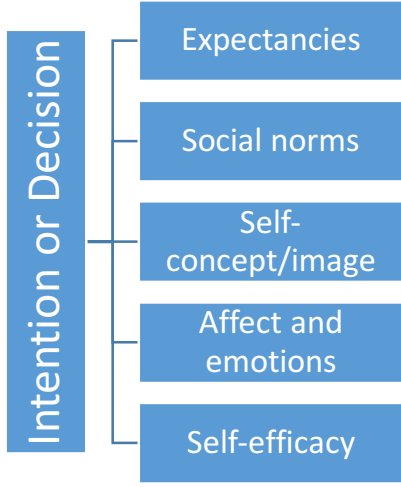 Intention or Decision
Expectancies
Social norms
Self-
concept/image
Affect and
emotions
Self-efficacy